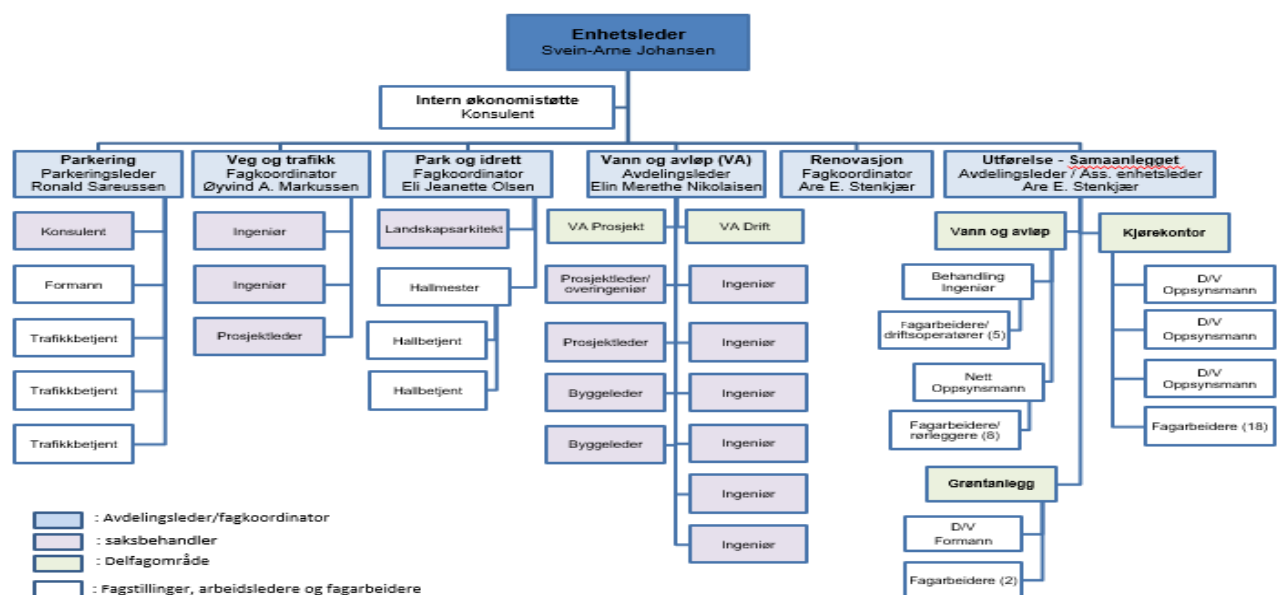 Enhetsleder
Svein-Arne Johansen
Intern økonomistøtte
Konsulent
Parkering
Parkeringsleder
Ronald Sareussen
Konsulent
Formann
Trafikkbetjent
Trafikkbetjent
Trafikkbetjent
Veg og trafikk
Fagkoordinator
Øyvind A. Markussen
Ingeniør
Ingeniør
Prosjektleder
Park og idrett
Fagkoordinator
Eli Jeanette Olsen
Landskapsarkitekt
Hallmester
Hallbetjent
Hallbetjent
Vann og avløp (VA)
Avdelingsleder
Elin Merethe Nikolaisen
VA Prosjekt
Prosjektleder/
overingeniør
Prosjektleder
Byggeleder
Byggeleder
VA Drift
Ingeniør
Ingeniør
Ingeniør
Ingeniør
Ingeniør
Ingeniør
Renovasjon
Fagkoordinator
Are E. Stenkjær
Utførelse - Samaanlegget
Avdelingsleder / Ass. enhetsleder
Are E. Stenkjær
Vann og avløp
Behandling
Ingeniør
Fagarbeidere/
driftsoperatører (5)
Nett
Oppsynsmann
Fagarbeidere/
rørleggere (8)
Grøntanlegg
D/V
Formann
Fagarbeidere (2)
Kjørekontor
D/V
Oppsynsmann
D/V
Oppsynsmann
D/V
Oppsynsmann
Fagarbeidere (18)
: Avdelingsleder/fagkoordinator
: saksbehandler
: Delfagområde
: Fagstillinger, arbeidsledere og fagarbeidere